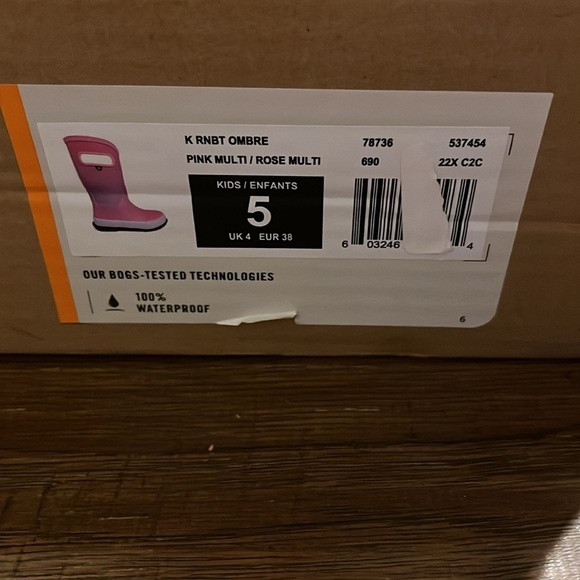 K RNBT OMBRE 78736 537454
PINK MULTI / ROSE MULTI 690 22X C2C
KIDS / ENFANTS
5
UK 4 EUR 38
6 03246 4
OUR BOGS-TESTED TECHNOLOGIES
100%
WATERPROOF
6